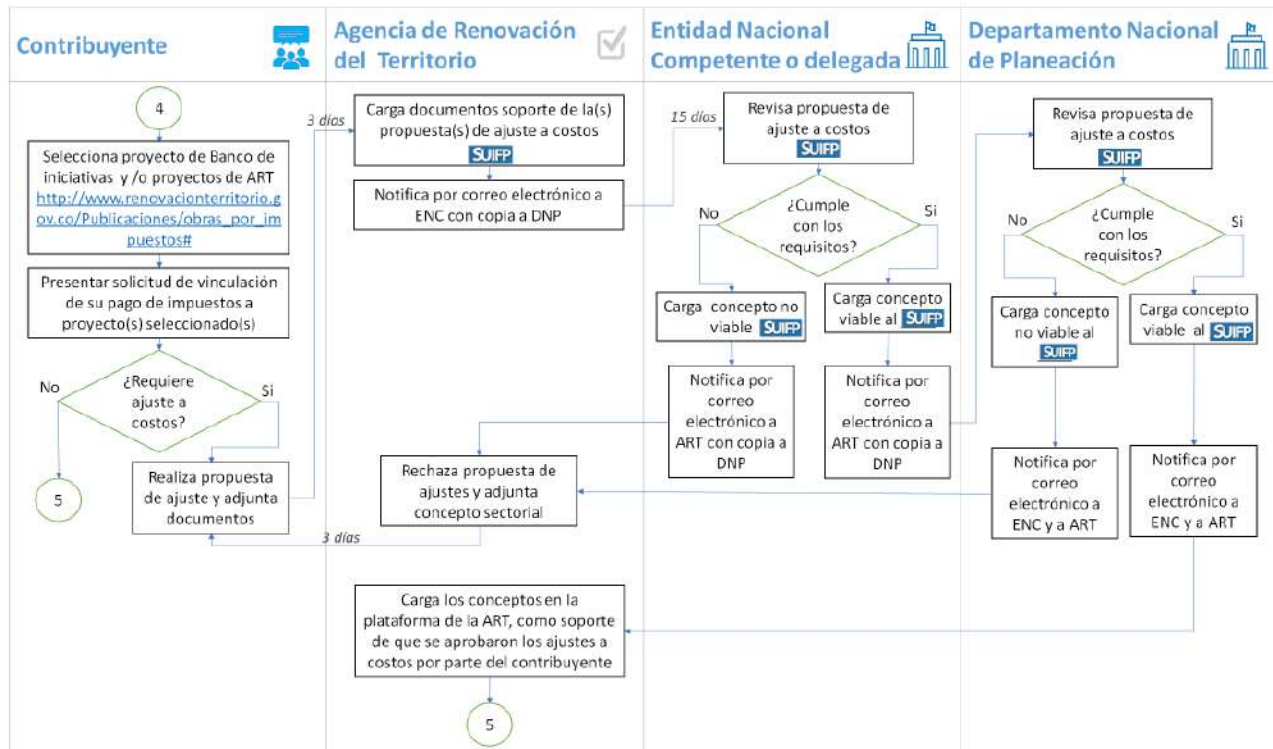 Contribuyente
Agencia de Renovación
del Territorio
Entidad Nacional
Competente o delegada
Departamento Nacional
de Planeación
4
Selecciona proyecto de Banco de
iniciativas y /o proyectos de ART
http://www.renovacionterritorio.g
ov.co/Publicaciones/obras_por_im
puestos#
Presentar solicitud de vinculación
de su pago de impuestos a
proyecto(s) seleccionado(s)
¿Requiere
ajuste a
costos?
No
Si
5
Realiza propuesta
de ajuste y adjunta
documentos
3 días
Carga documentos soporte de la(s)
propuesta(s) de ajuste a costos
SUIFP
Notifica por correo electrónico a
ENC con copia a DNP
Rechaza propuesta de
ajustes y adjunta
concepto sectorial
3 días
Carga los conceptos en la
plataforma de la ART, como soporte
de que se aprobaron los ajustes a
costos por parte del contribuyente
5
15 días
Revisa propuesta de
ajuste a costos
SUIFP
No
¿Cumple
con los
requisitos?
Si
Carga concepto no
viable SUIFP
Carga concepto
viable al SUIFP
Notifica por
correo
electrónico a
ART con copia a
DNP
Notifica por
correo
electrónico a
ART con copia a
DNP
Revisa propuesta de
ajuste a costos
SUIFP
No
¿Cumple
con los
requisitos?
Si
Carga concepto
no viable al
SUIFP
Carga concepto
viable al SUIFP
Notifica por
correo
electrónico a
ENC y a ART
Notifica por
correo
electrónico a
ENC y a ART